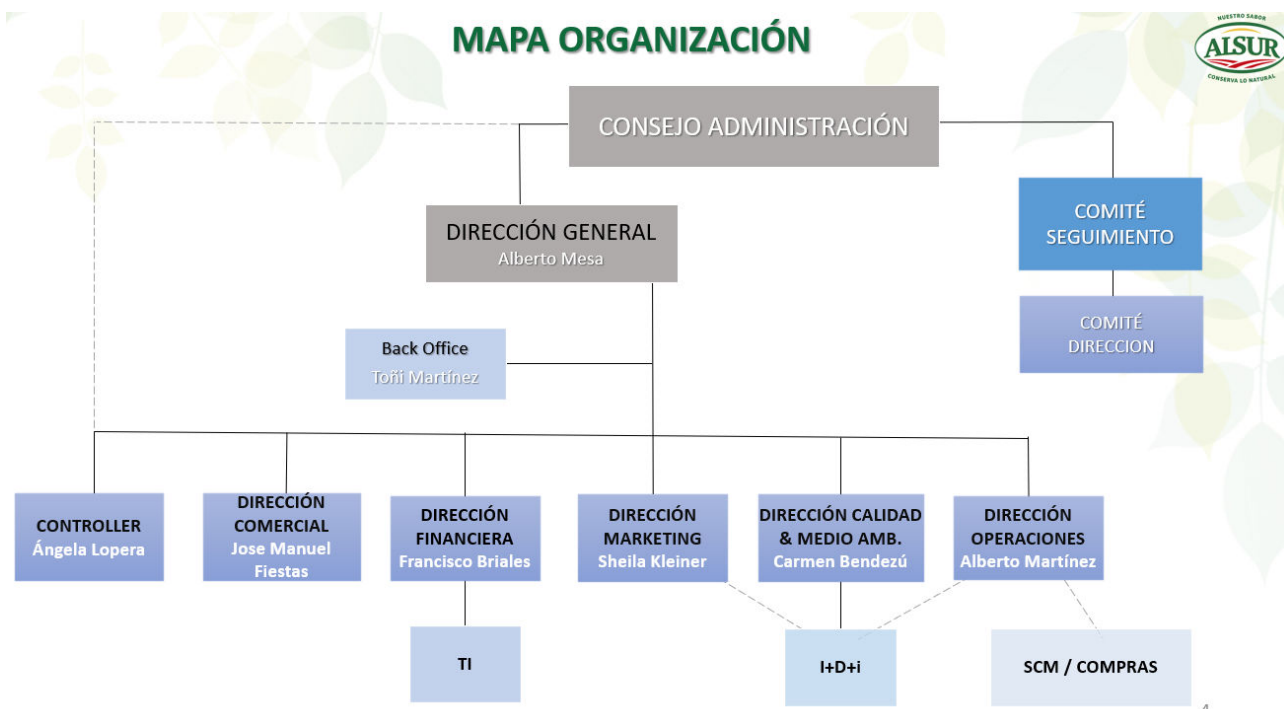 MAPA ORGANIZACIÓN
NUESTRO SABOR
ALSUR
CONSERVA LO NATURAL
CONSEJO ADMINISTRACIÓN
DIRECCIÓN GENERAL
Alberto Mesa
COMITÉ
SEGUIMIENTO
COMITÉ
DIRECCION
Back Office
Toñi Martínez
CONTROLLER
Ángela Lopera
DIRECCIÓN
COMERCIAL
Jose Manuel
Fiestas
DIRECCIÓN
FINANCIERA
Francisco Briales
DIRECCIÓN
MARKETING
Sheila Kleiner
DIRECCIÓN CALIDAD
& MEDIO AMB.
Carmen Bendezú
DIRECCIÓN
OPERACIONES
Alberto Martínez
TI
I+D+i
SCM / COMPRAS